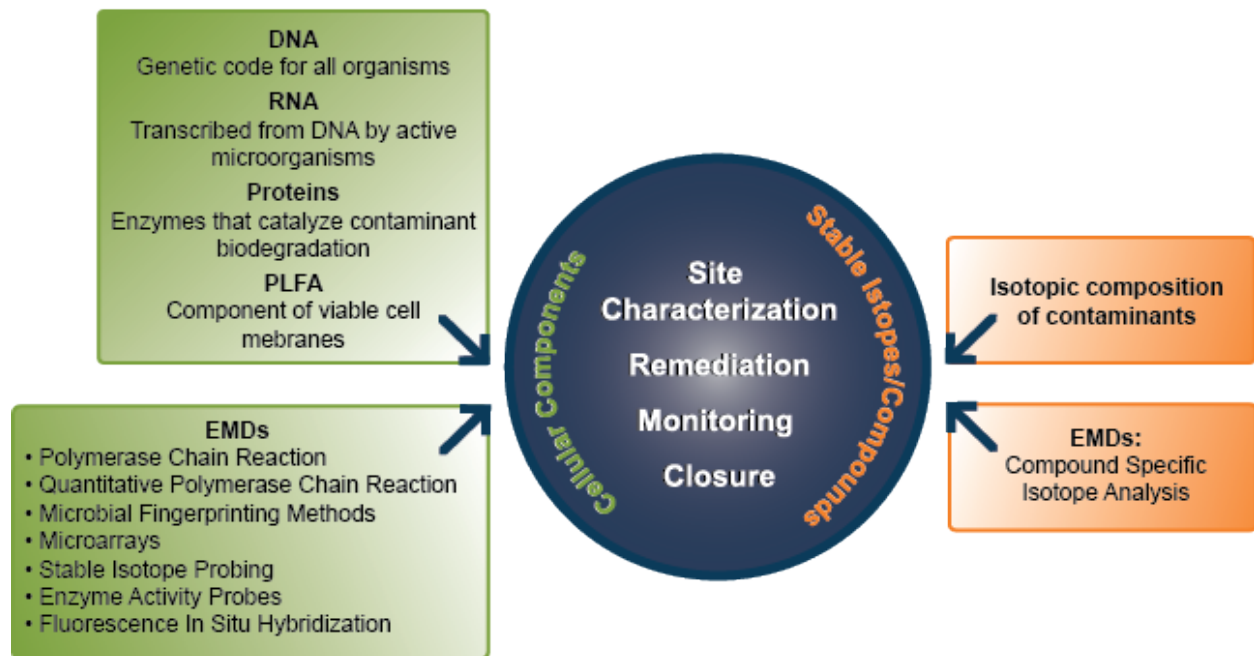 DNA
Genetic code for all organisms
RNA
Transcribed from DNA by active
microorganisms
Proteins
Enzymes that catalyze contaminant
biodegradation
PLFA
Component of viable cell
mebranes
EMDs
• Polymerase Chain Reaction
• Quantitative Polymerase Chain Reaction
• Microbial Fingerprinting Methods
• Microarrays
• Stable Isotope Probing
• Enzyme Activity Probes
• Fluorescence In Situ Hybridization
Cellular Components
Site
Characterization
Remediation
Monitoring
Closure
Stable Istopes/Compounds
Isotopic composition
of contaminants
EMDs:
Compound Specific
Isotope Analysis